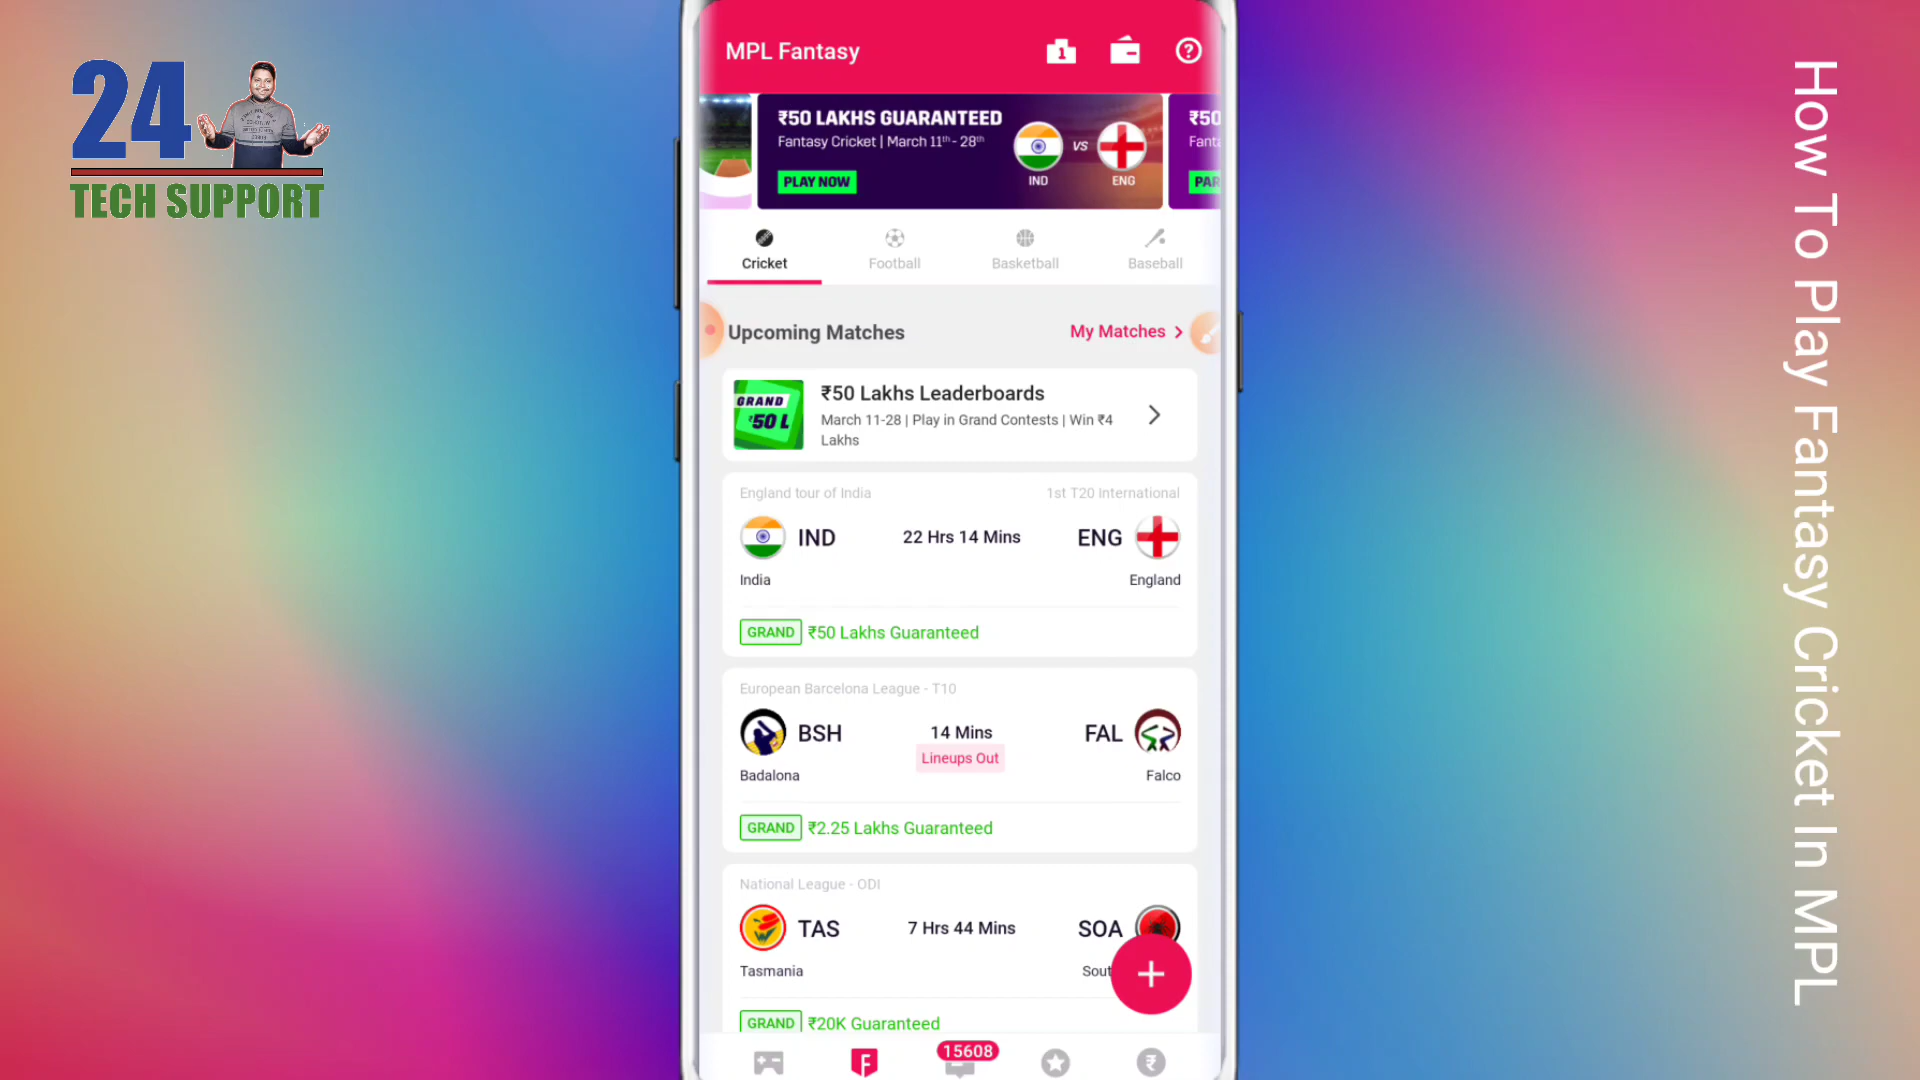 24
TECH SUPPORT
MPL Fantasy
1
?
₹50 LAKHS GUARANTEED
Fantasy Cricket | March 11th - 28th
PLAY NOW
IND
VS
ENG
₹50
Fanta
PAR
Cricket
Football
Basketball
Baseball
Upcoming Matches
My Matches >
GRAND
₹50 L
₹50 Lakhs Leaderboards
March 11-28 | Play in Grand Contests | Win ₹4
Lakhs
England tour of India
1st T20 International
IND
22 Hrs 14 Mins
ENG
India
England
GRAND ₹50 Lakhs Guaranteed
European Barcelona League - T10
BSH
14 Mins
FAL
Lineups Out
Badalona
Falco
GRAND ₹2.25 Lakhs Guaranteed
National League - ODI
TAS
7 Hrs 44 Mins
SOA
Tasmania
Sout
GRAND ₹20K Guaranteed
F
15608
₹
How To Play Fantasy Cricket In MPL